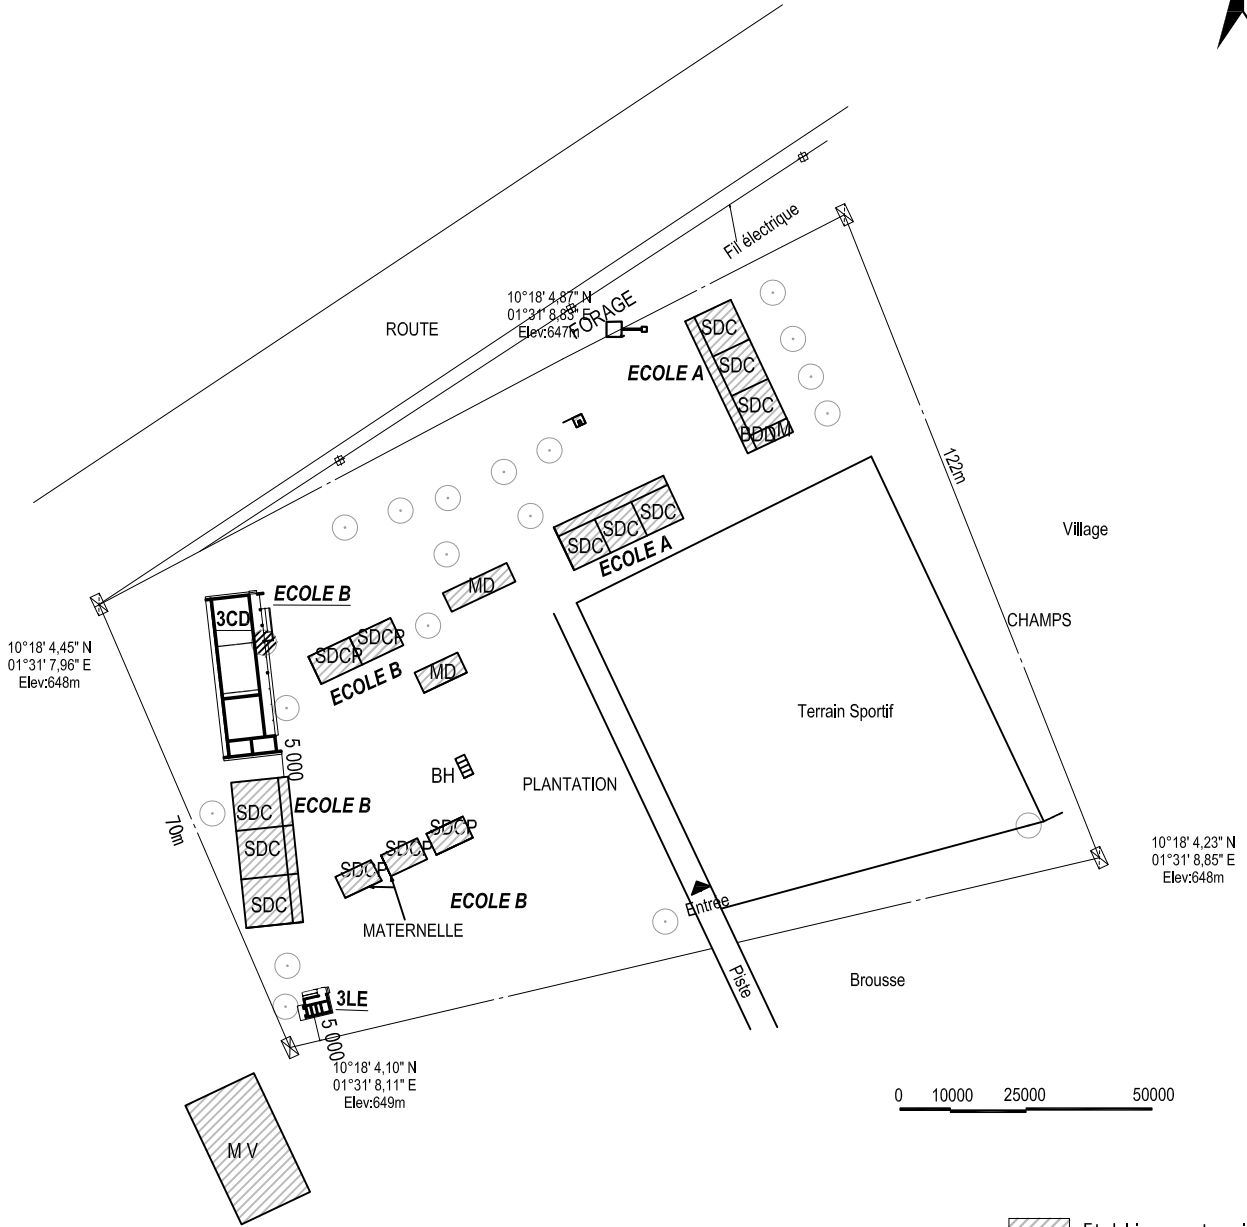 Fil électrique
10°18' 4,87" N
01°31' 8,83" E
Elev:647m
FORAGE
ROUTE
SDC
SDC
SDC
ECOLE A
122m
SDC
SDC
SDC
ECOLE A
Village
MD
ECOLE B
3CD
SDCP
SDCP
ECOLE B
MD
CHAMPS
10°18' 4,45" N
01°31' 7,96" E
Elev:648m
Terrain Sportif
5 000
BH
PLANTATION
70m
SDC
ECOLE B
SDC
SDC
SDCP
SDCP
SDCP
ECOLE B
MATERNELLE
10°18' 4,23" N
01°31' 8,85" E
Elev:648m
Entrée
Piste
Brousse
3LE
5 000
10°18' 4,10" N
01°31' 8,11" E
Elev:649m
0 10000 25000 50000
M V